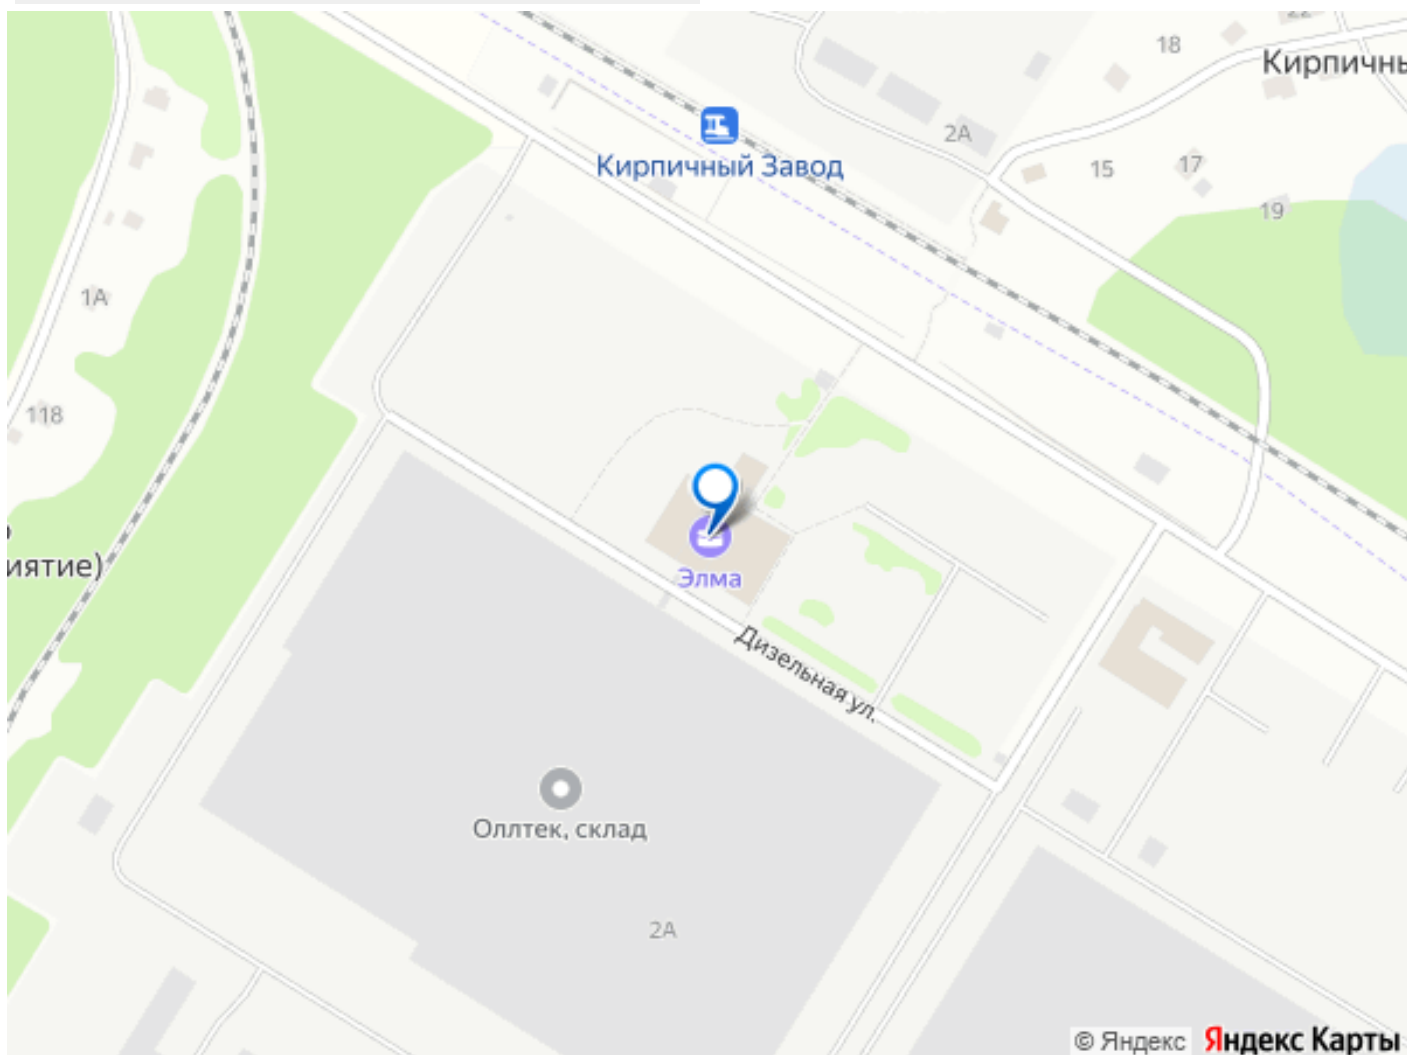 18
Кирпичны
2А
Кирпичный Завод
15
17
19
1А
118
иятие)
Элма
Дизельная ул.
Оллтек, склад
2А
© Яндекс Яндекс Карты